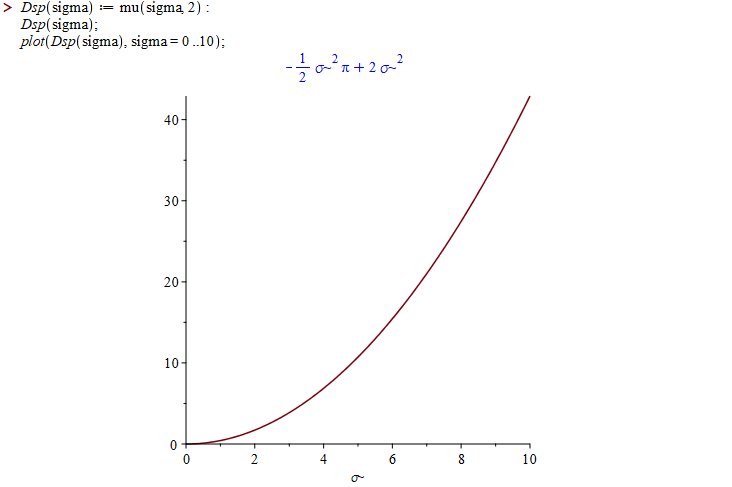 > Dsp(sigma) := mu(sigma, 2) :
Dsp(sigma);
plot(Dsp(sigma), sigma = 0 ..10);
-1/2 σ~² π + 2 σ~²
40
30
20
10
0
0 2 4 6 8 10
σ~